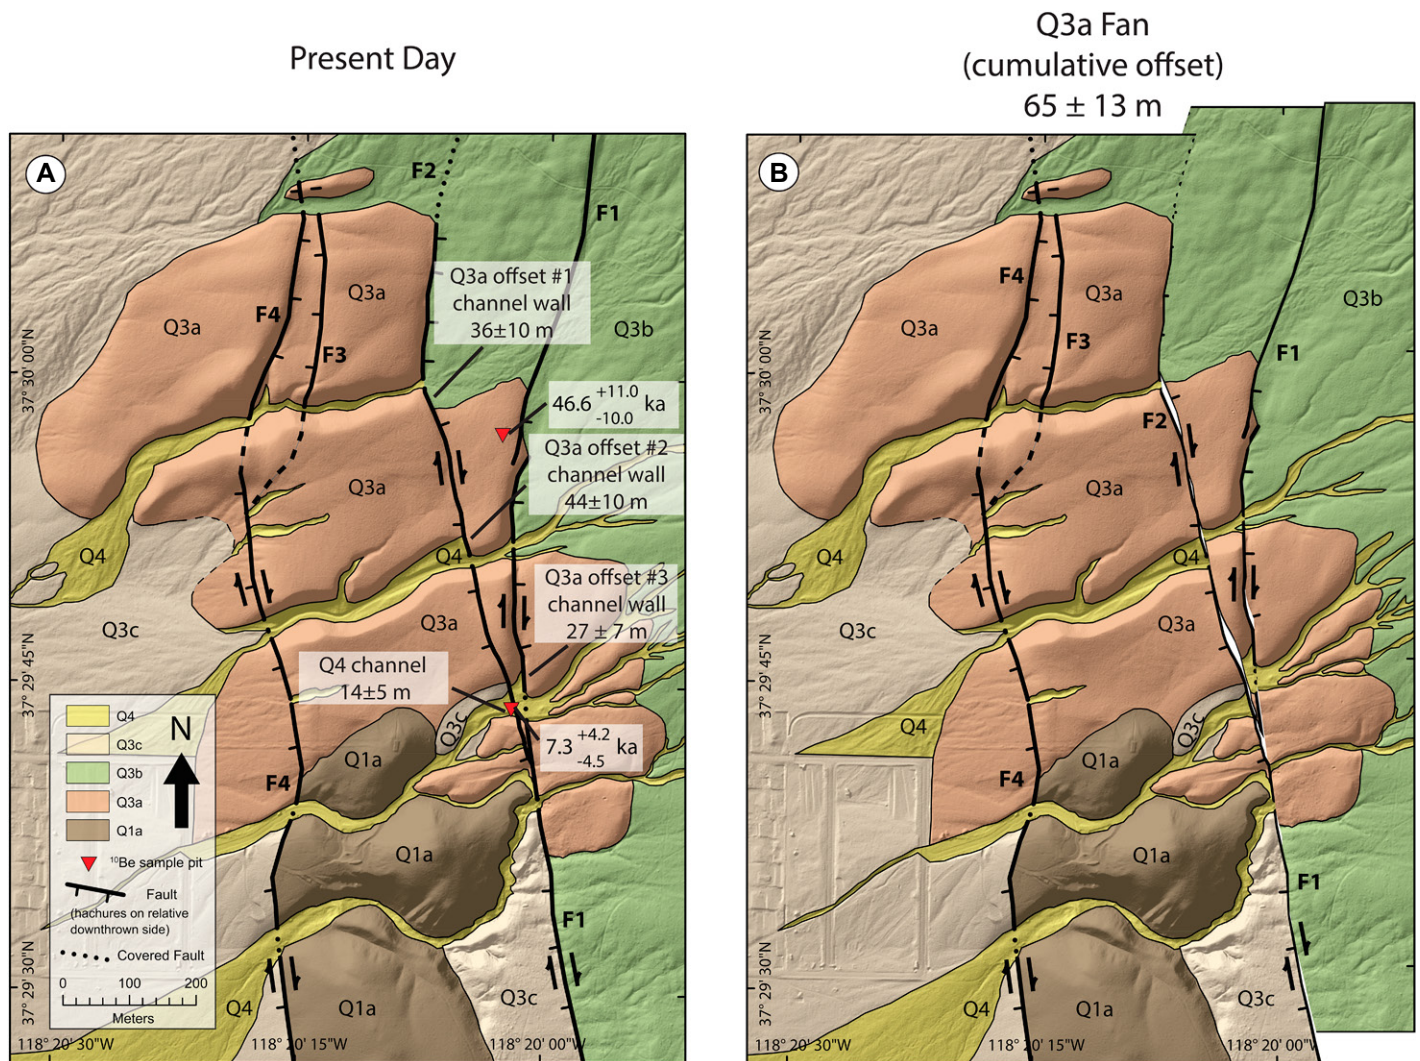 Present Day
Q3a Fan
(cumulative offset)
65 ± 13 m
A
F2
F1
Q3a offset #1
channel wall
36±10 m
Q3a
Q3a
F4
F3
Q3b
46.6 +11.0 -10.0 ka
Q3a offset #2
channel wall
44±10 m
Q3a
Q4
Q4
Q3a offset #3
channel wall
27 ± 7 m
Q3a
Q3c
Q4 channel
14±5 m
Q3c
7.3 +4.2 -4.5 ka
Q1a
F4
Q1a
F1
Q3c
Q4
Q1a
Q4
Q3c
Q3b
Q3a
Q1a
N
10Be sample pit
Fault
(hachures on relative
downthrown side)
Covered Fault
0 100 200
Meters
37° 30' 00"N
37° 29' 45"N
37° 29' 30"N
118° 20' 30"W
118° 20' 15"W
118° 20' 00"W
B
F4
Q3a
Q3a
F3
Q3b
F1
F2
Q3a
Q4
Q4
Q3a
Q3c
Q4
Q3c
Q1a
F4
Q1a
F1
Q3c
Q4
Q1a
37° 30' 00"N
37° 29' 45"N
37° 29' 30"N
118° 20' 30"W
118° 20' 15"W
118° 20' 00"W